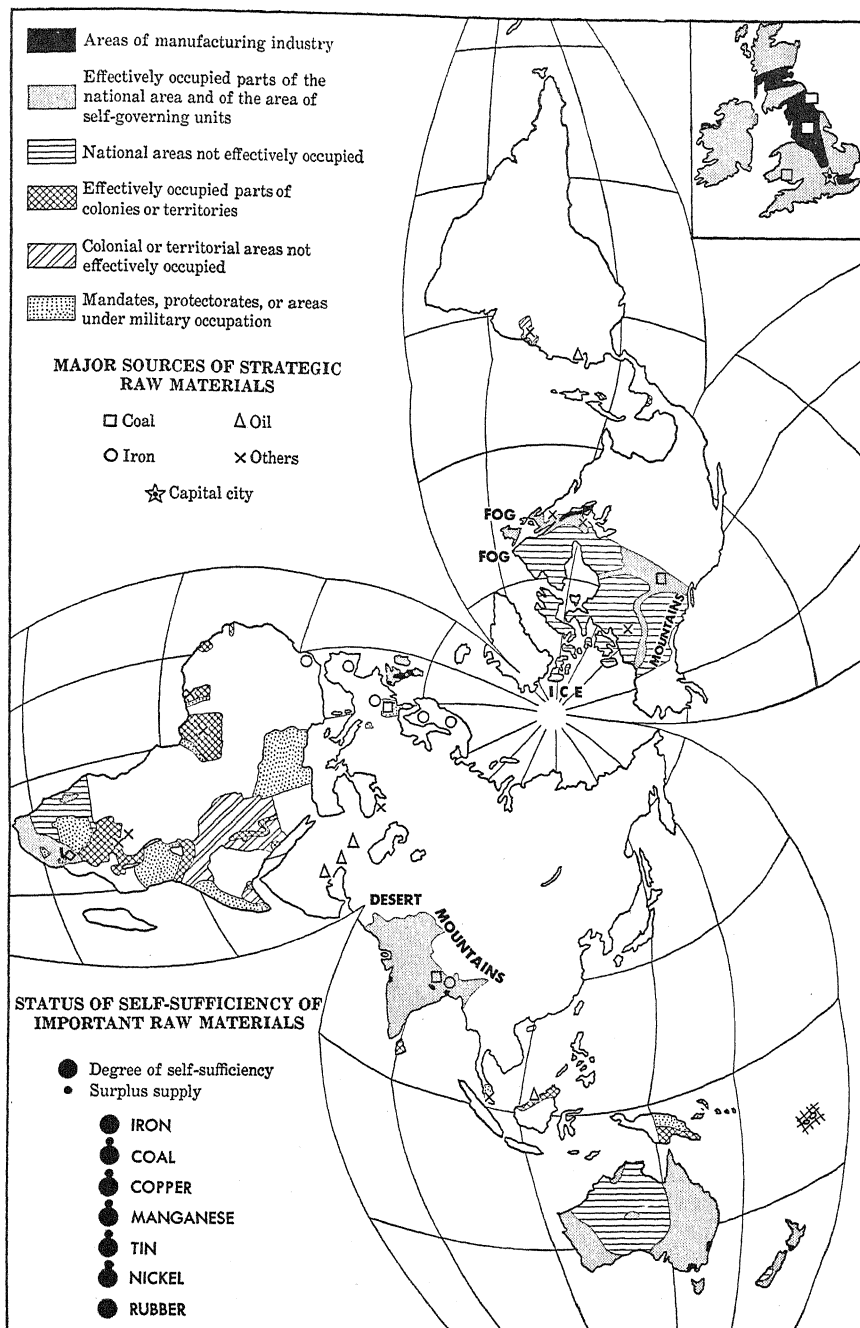 Areas of manufacturing industry
Effectively occupied parts of the
national area and of the area of
self-governing units
National areas not effectively occupied
Effectively occupied parts of
colonies or territories
Colonial or territorial areas not
effectively occupied
Mandates, protectorates, or areas
under military occupation
MAJOR SOURCES OF STRATEGIC
RAW MATERIALS
Coal
Oil
Iron
Others
Capital city
FOG
FOG
MOUNTAINS
ICE
DESERT
MOUNTAINS
STATUS OF SELF-SUFFICIENCY OF
IMPORTANT RAW MATERIALS
Degree of self-sufficiency
Surplus supply
IRON
COAL
COPPER
MANGANESE
TIN
NICKEL
RUBBER